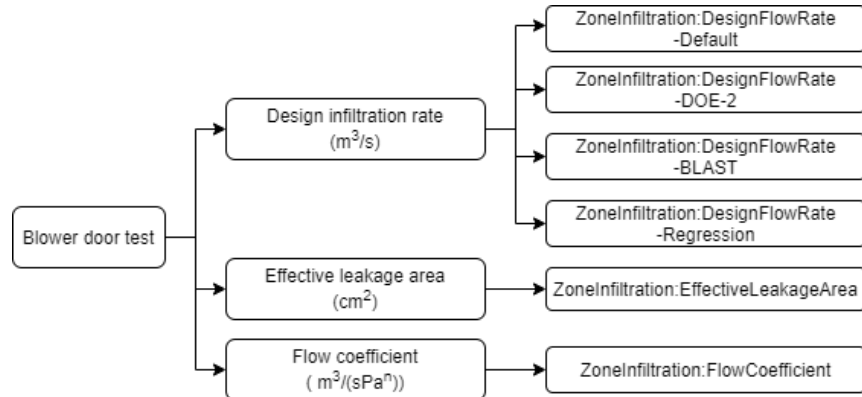 Blower door test
Design infiltration rate
(m³/s)
Effective leakage area
(cm²)
Flow coefficient
( m³/(sPaⁿ))
ZoneInfiltration:DesignFlowRate
-Default
ZoneInfiltration:DesignFlowRate
-DOE-2
ZoneInfiltration:DesignFlowRate
-BLAST
ZoneInfiltration:DesignFlowRate
-Regression
ZoneInfiltration:EffectiveLeakageArea
ZoneInfiltration:FlowCoefficient